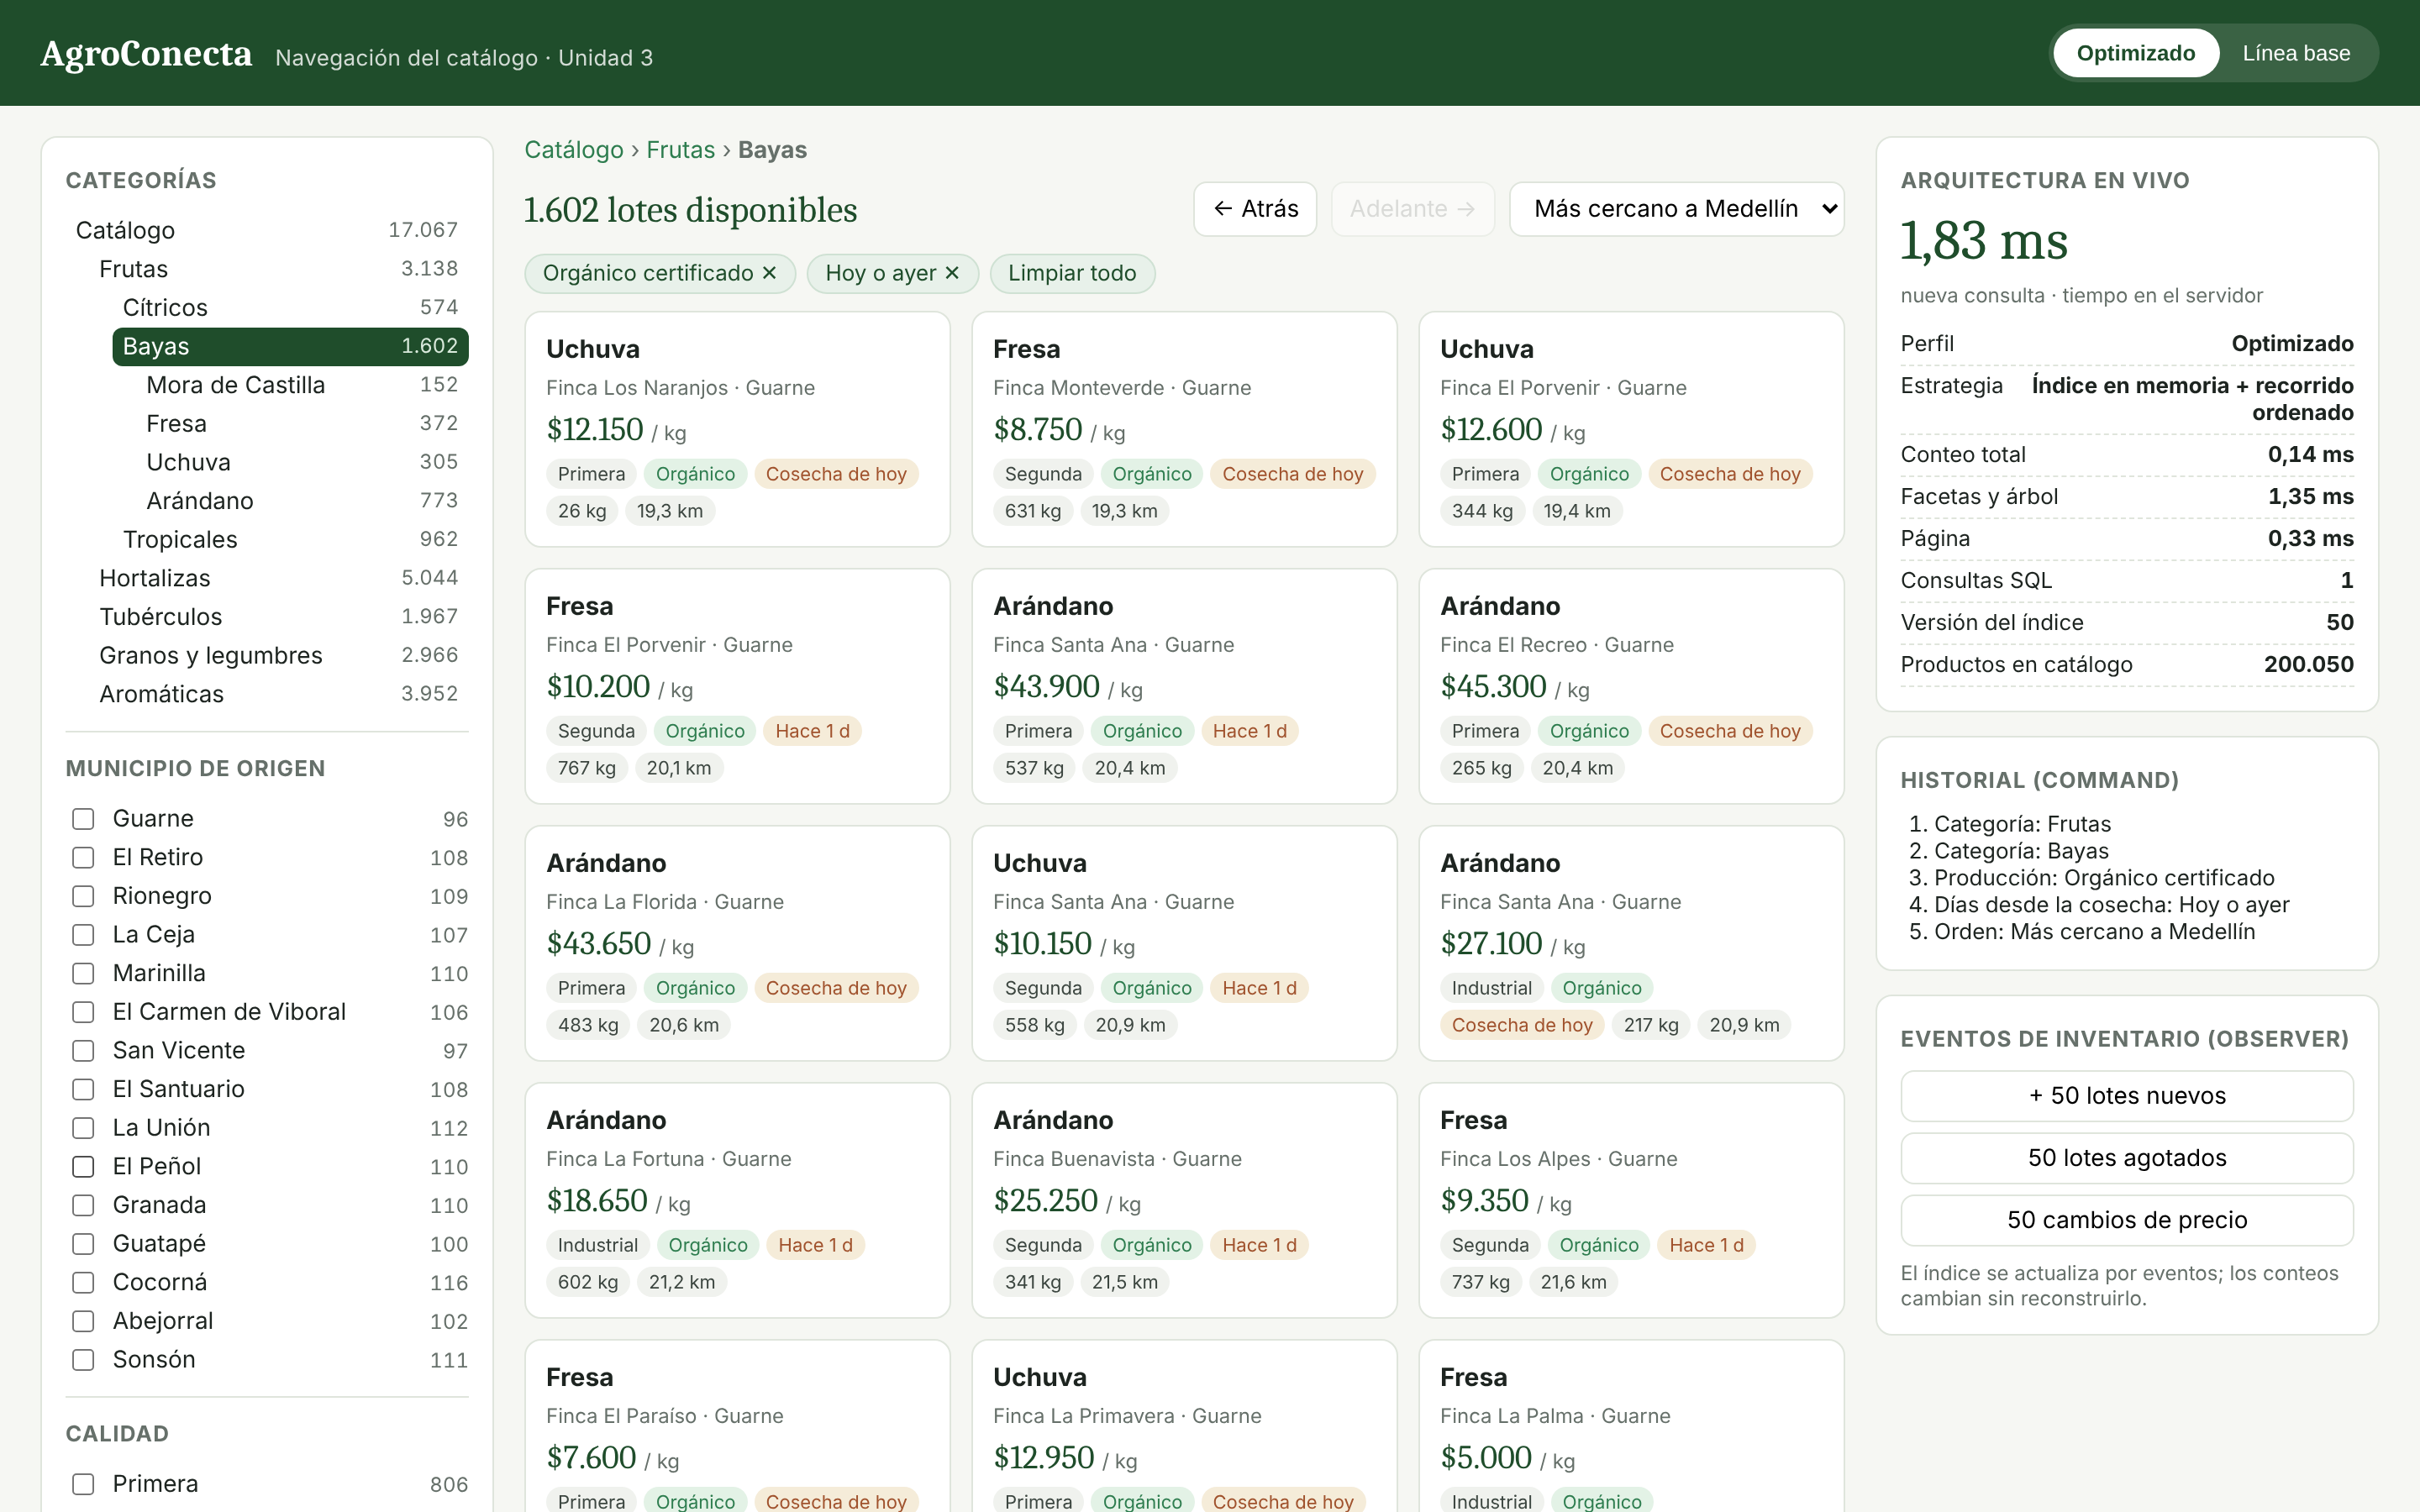 AgroConecta Navegación del catálogo · Unidad 3
Optimizado Línea base
CATEGORÍAS
Catálogo 17.067
Frutas 3.138
Cítricos 574
Bayas 1.602
Mora de Castilla 152
Fresa 372
Uchuva 305
Arándano 773
Tropicales 962
Hortalizas 5.044
Tubérculos 1.967
Granos y legumbres 2.966
Aromáticas 3.952
MUNICIPIO DE ORIGEN
Guarne 96
El Retiro 108
Rionegro 109
La Ceja 107
Marinilla 110
El Carmen de Viboral 106
San Vicente 97
El Santuario 108
La Unión 112
El Peñol 110
Granada 110
Guatapé 100
Cocorná 116
Abejorral 102
Sonsón 111
CALIDAD
Primera 806
Catálogo › Frutas › Bayas
1.602 lotes disponibles
← Atrás Adelante → Más cercano a Medellín
Orgánico certificado ✕ Hoy o ayer ✕ Limpiar todo
Uchuva
Finca Los Naranjos · Guarne
$12.150 / kg
Primera Orgánico Cosecha de hoy
26 kg 19,3 km
Fresa
Finca Monteverde · Guarne
$8.750 / kg
Segunda Orgánico Cosecha de hoy
631 kg 19,3 km
Uchuva
Finca El Porvenir · Guarne
$12.600 / kg
Primera Orgánico Cosecha de hoy
344 kg 19,4 km
Fresa
Finca El Porvenir · Guarne
$10.200 / kg
Segunda Orgánico Hace 1 d
767 kg 20,1 km
Arándano
Finca Santa Ana · Guarne
$43.900 / kg
Primera Orgánico Hace 1 d
537 kg 20,4 km
Arándano
Finca El Recreo · Guarne
$45.300 / kg
Primera Orgánico Cosecha de hoy
265 kg 20,4 km
Arándano
Finca La Florida · Guarne
$43.650 / kg
Primera Orgánico Cosecha de hoy
483 kg 20,6 km
Uchuva
Finca Santa Ana · Guarne
$10.150 / kg
Segunda Orgánico Hace 1 d
558 kg 20,9 km
Arándano
Finca Santa Ana · Guarne
$27.100 / kg
Industrial Orgánico
Cosecha de hoy 217 kg 20,9 km
Arándano
Finca La Fortuna · Guarne
$18.650 / kg
Industrial Orgánico Hace 1 d
602 kg 21,2 km
Arándano
Finca Buenavista · Guarne
$25.250 / kg
Segunda Orgánico Hace 1 d
341 kg 21,5 km
Fresa
Finca Los Alpes · Guarne
$9.350 / kg
Segunda Orgánico Hace 1 d
737 kg 21,6 km
Fresa
Finca El Paraíso · Guarne
$7.600 / kg
Primera Orgánico Cosecha de hoy
Uchuva
Finca La Primavera · Guarne
$12.950 / kg
Primera Orgánico Cosecha de hoy
Fresa
Finca La Palma · Guarne
$5.000 / kg
Industrial Orgánico
ARQUITECTURA EN VIVO
1,83 ms
nueva consulta · tiempo en el servidor
Perfil Optimizado
Estrategia Índice en memoria + recorrido
ordenado
Conteo total 0,14 ms
Facetas y árbol 1,35 ms
Página 0,33 ms
Consultas SQL 1
Versión del índice 50
Productos en catálogo 200.050
HISTORIAL (COMMAND)
1. Categoría: Frutas
2. Categoría: Bayas
3. Producción: Orgánico certificado
4. Días desde la cosecha: Hoy o ayer
5. Orden: Más cercano a Medellín
EVENTOS DE INVENTARIO (OBSERVER)
+ 50 lotes nuevos
50 lotes agotados
50 cambios de precio
El índice se actualiza por eventos; los conteos
cambian sin reconstruirlo.